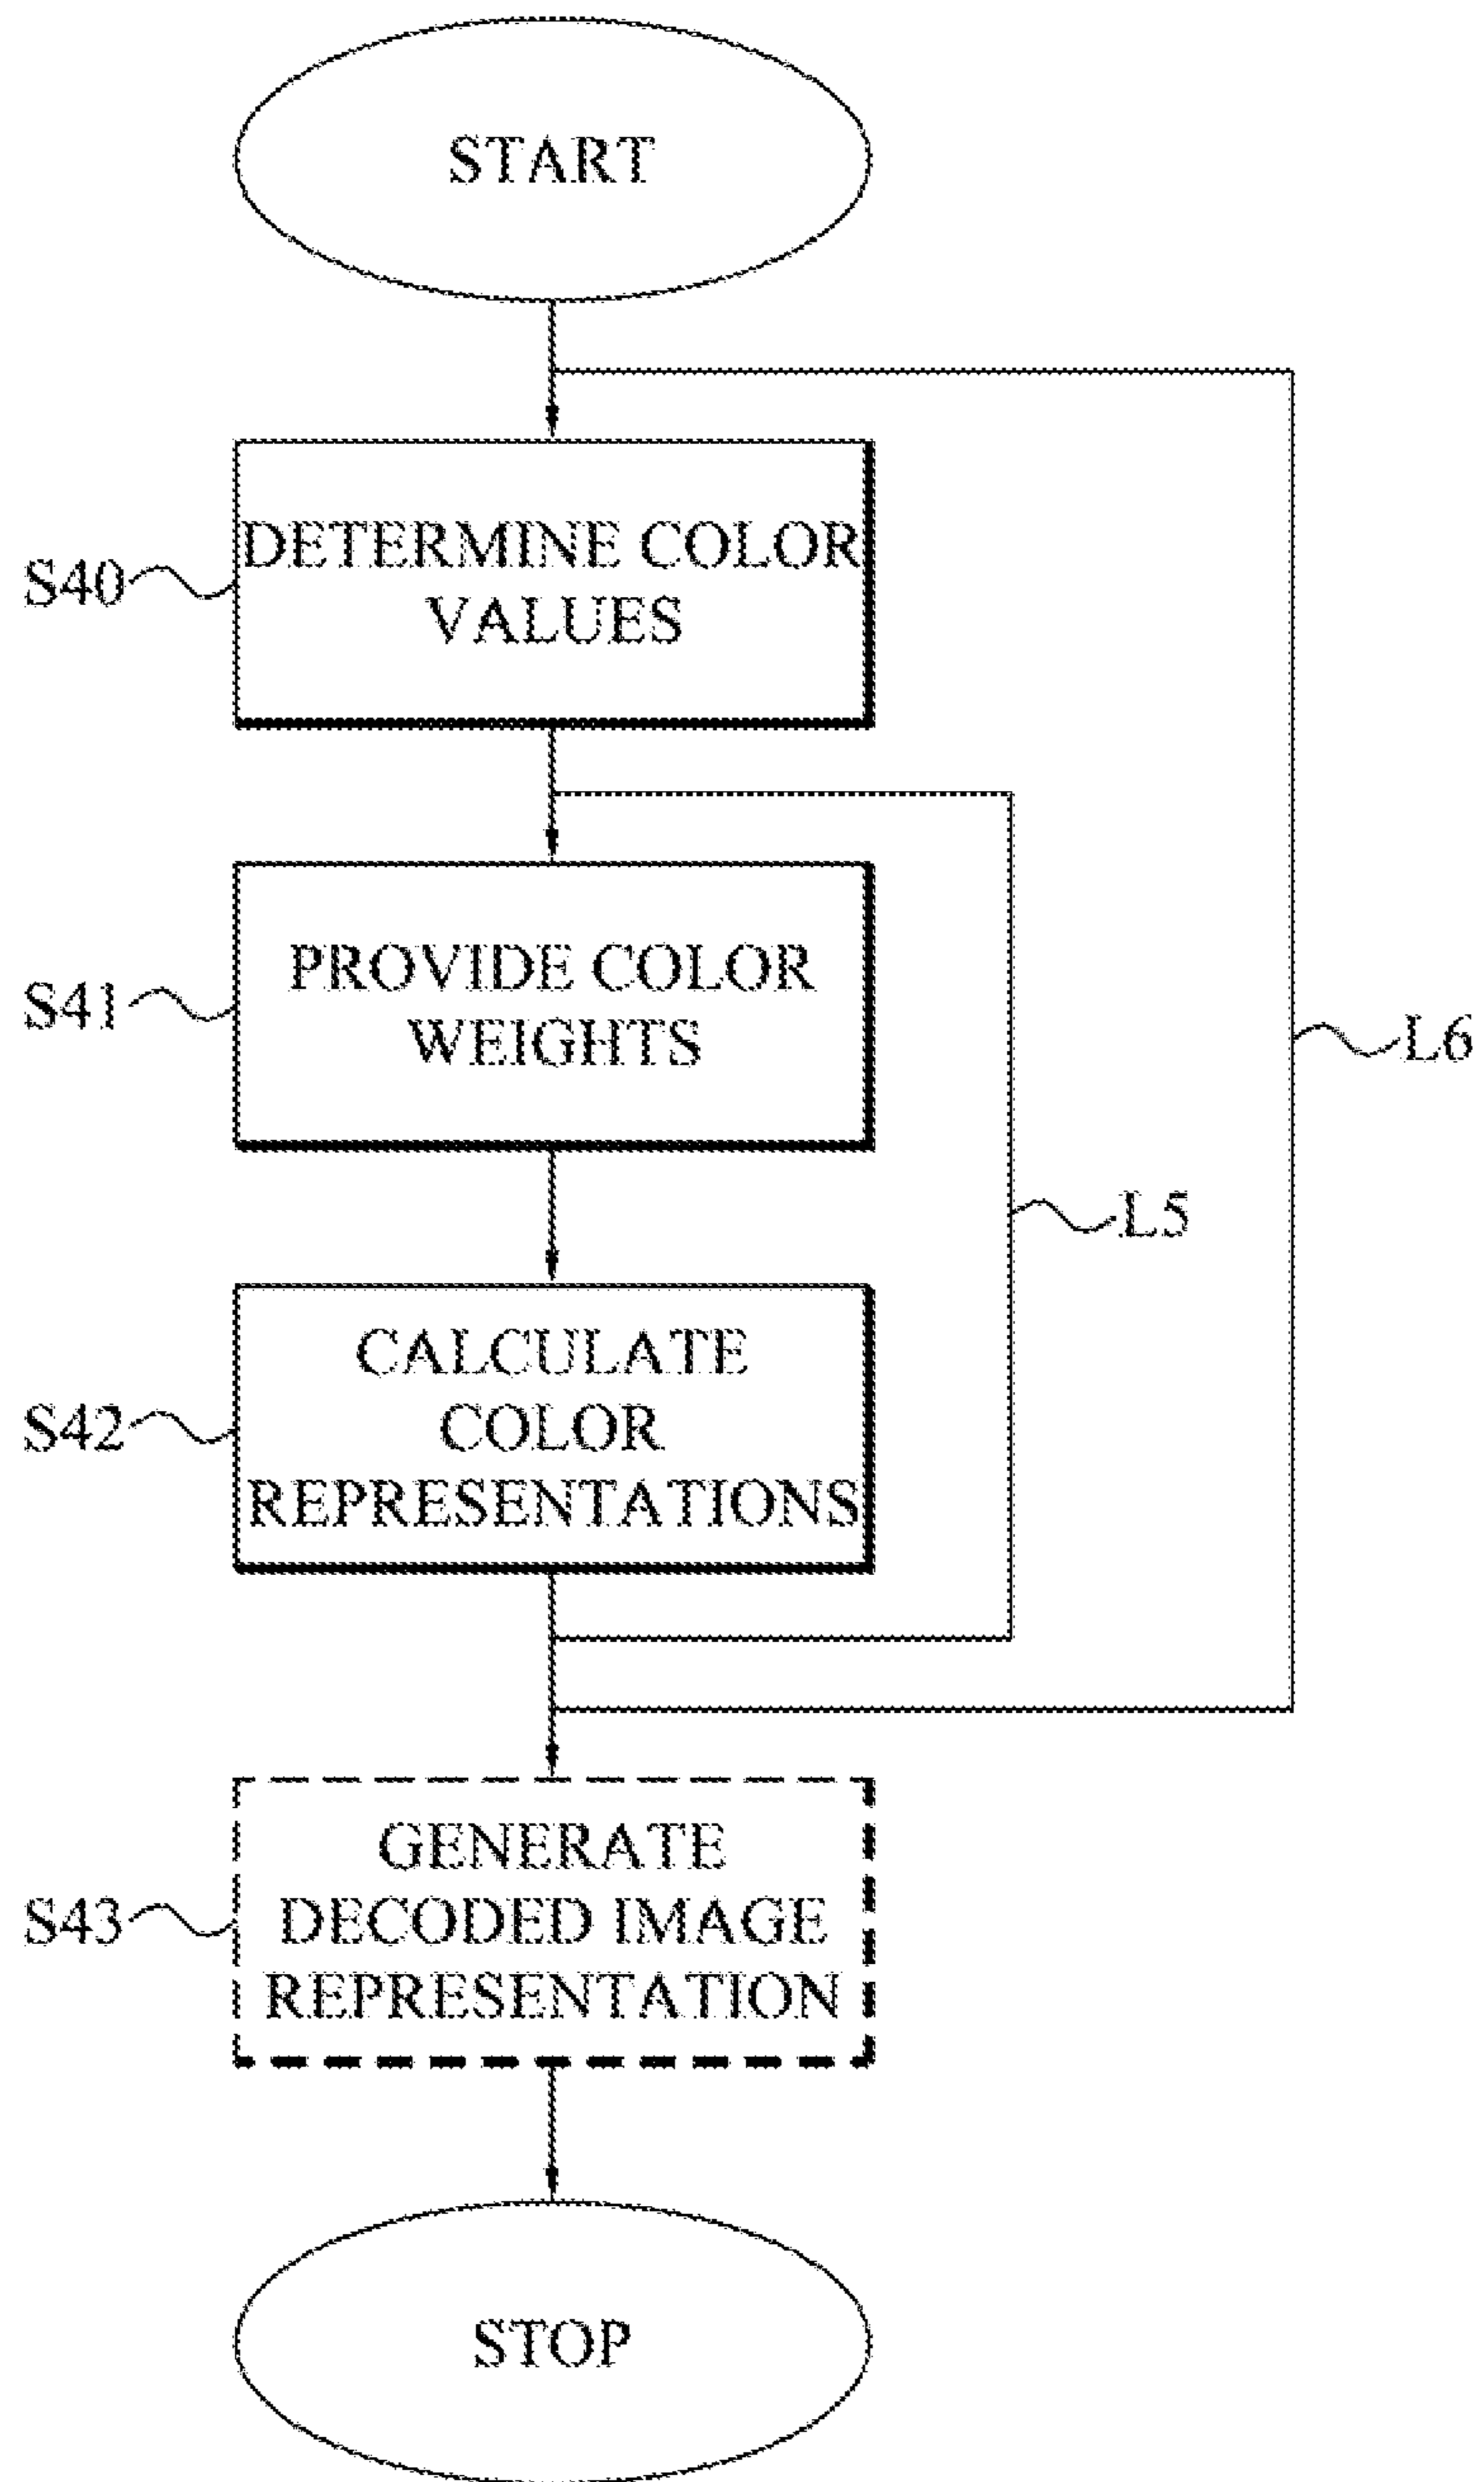 START
S40
DETERMINE COLOR
VALUES
S41
PROVIDE COLOR
WEIGHTS
L6
L5
S42
CALCULATE
COLOR
REPRESENTATIONS
S43
GENERATE
DECODED IMAGE
REPRESENTATION
STOP